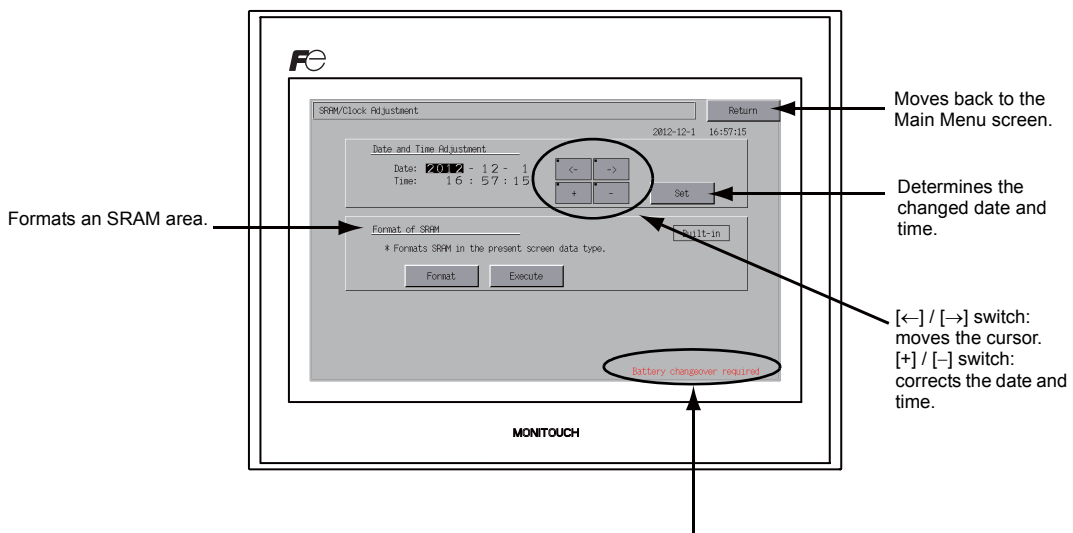 Fe
SRAM/Clock Adjustment
Return
2012-12-1 16:57:15
Date and Time Adjustment
Date: 2012 - 12 - 1
Time: 16 : 57 : 15
<- ->
+ -
Set
Format of SRAM
Built-in
* Formats SRAM in the present screen data type.
Format Execute
Battery changeover required
MONITOUCH
Formats an SRAM area.
Moves back to the
Main Menu screen.
Determines the
changed date and
time.
[←] / [→] switch:
moves the cursor.
[+] / [−] switch:
corrects the date and
time.